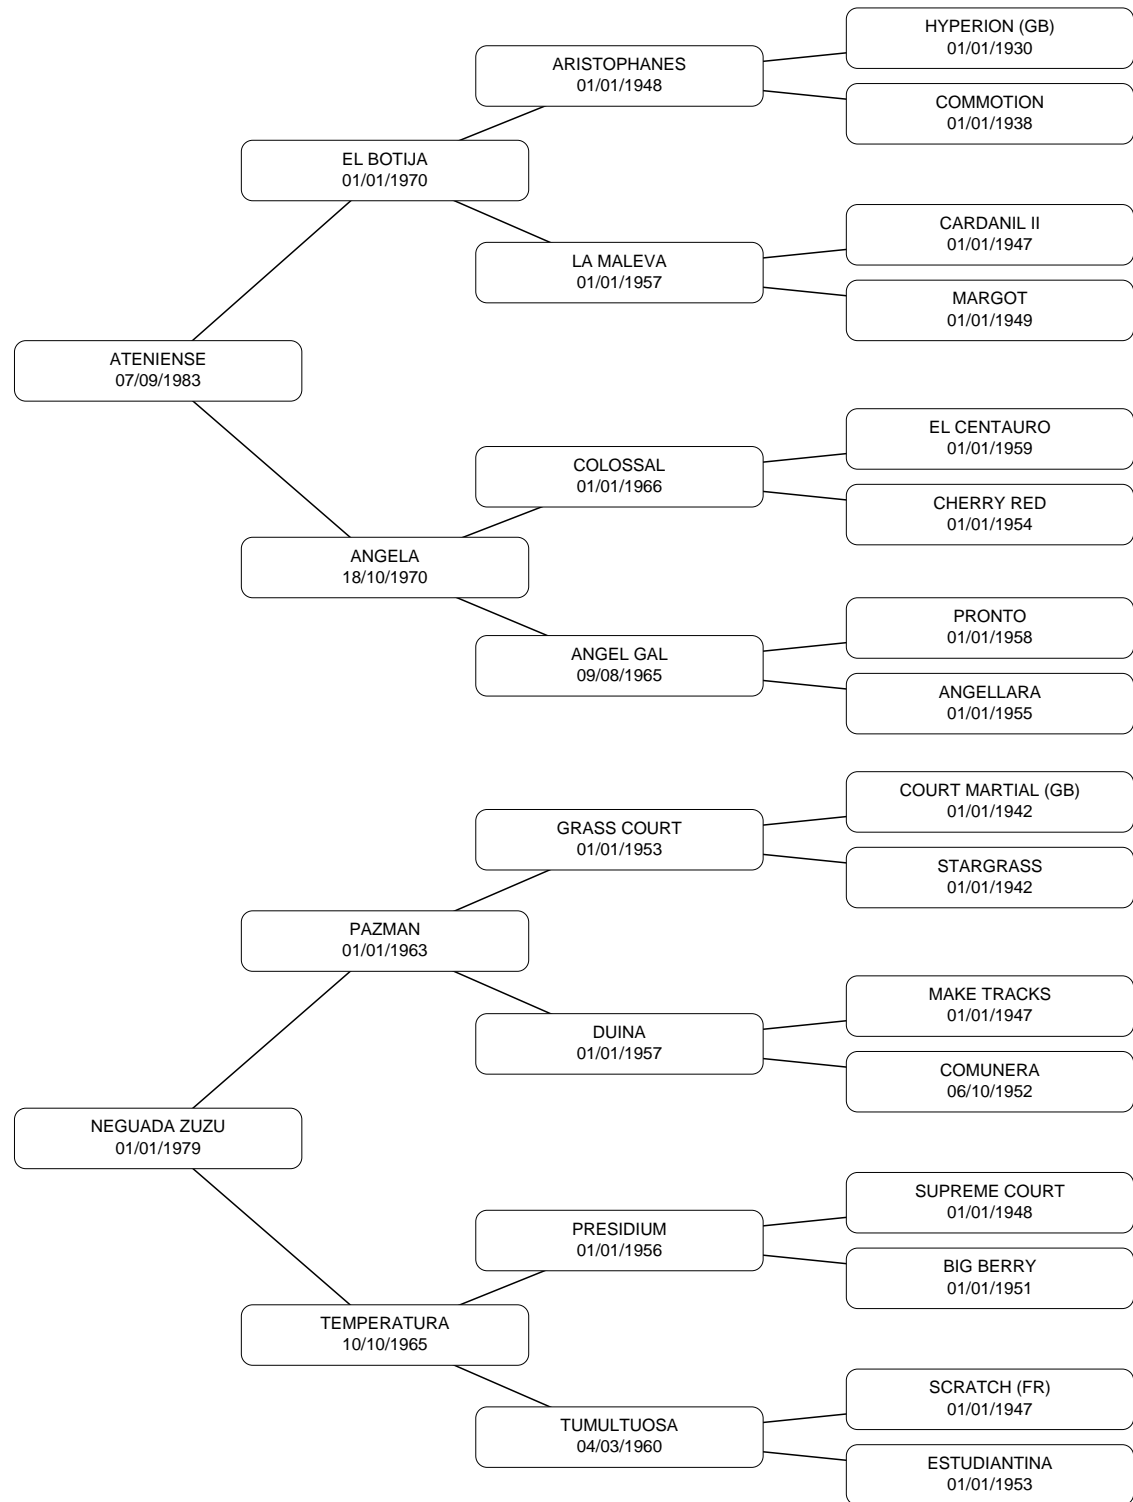 HYPERION (GB)
01/01/1930
ARISTOPHANES
01/01/1948
COMMOTION
01/01/1938
EL BOTIJA
01/01/1970
CARDANIL II
01/01/1947
LA MALEVA
01/01/1957
MARGOT
01/01/1949
ATENIENSE
07/09/1983
EL CENTAURO
01/01/1959
COLOSSAL
01/01/1966
CHERRY RED
01/01/1954
ANGELA
18/10/1970
PRONTO
01/01/1958
ANGEL GAL
09/08/1965
ANGELLARA
01/01/1955
COURT MARTIAL (GB)
01/01/1942
GRASS COURT
01/01/1953
STARGRASS
01/01/1942
PAZMAN
01/01/1963
MAKE TRACKS
01/01/1947
DUINA
01/01/1957
COMUNERA
06/10/1952
NEGUADA ZUZU
01/01/1979
SUPREME COURT
01/01/1948
PRESIDIUM
01/01/1956
BIG BERRY
01/01/1951
TEMPERATURA
10/10/1965
SCRATCH (FR)
01/01/1947
TUMULTUOSA
04/03/1960
ESTUDIANTINA
01/01/1953